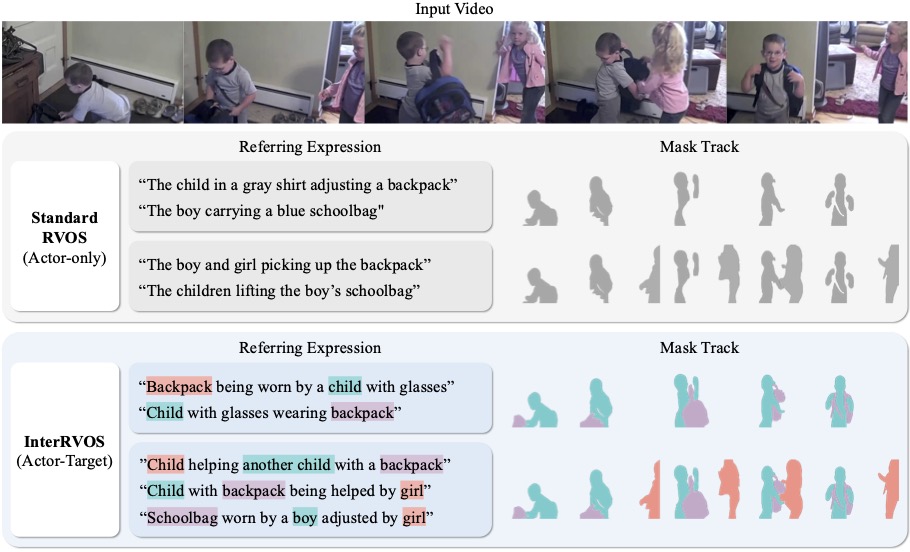 Input Video
Referring Expression
Mask Track
Standard
RVOS
(Actor-only)
“The child in a gray shirt adjusting a backpack”
“The boy carrying a blue schoolbag"
“The boy and girl picking up the backpack”
“The children lifting the boy’s schoolbag”
Referring Expression
Mask Track
InterRVOS
(Actor-Target)
“Backpack being worn by a child with glasses”
“Child with glasses wearing backpack”
”Child helping another child with a backpack”
“Child with backpack being helped by girl”
“Schoolbag worn by a boy adjusted by girl”